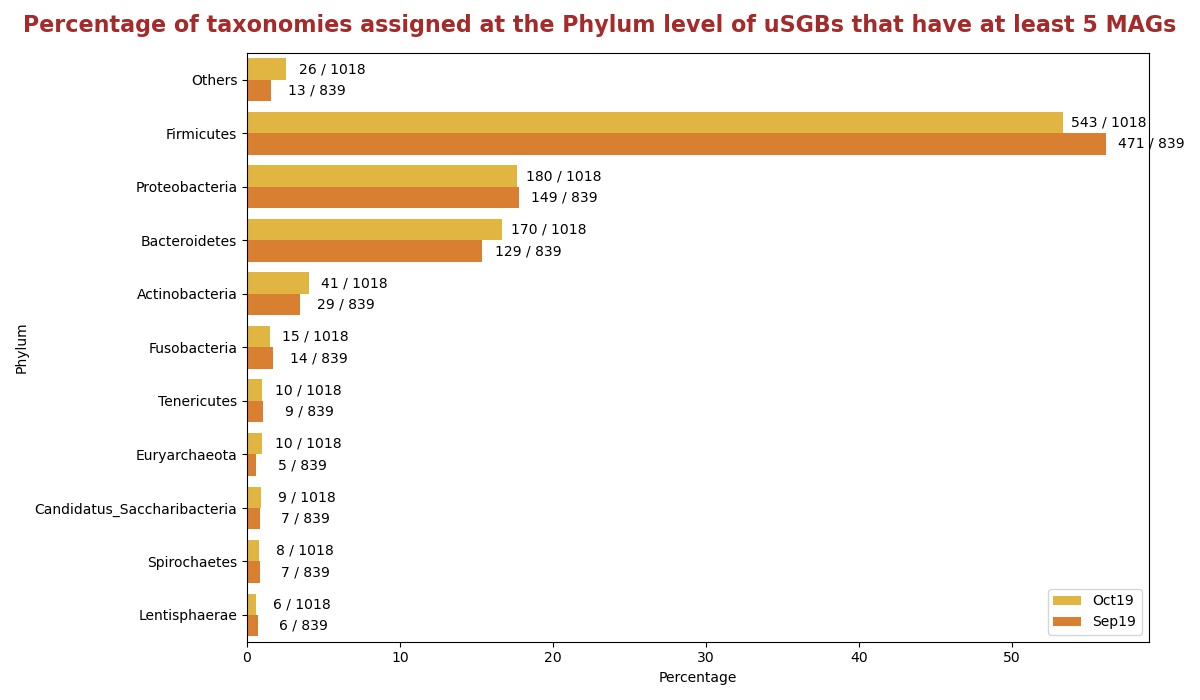 Percentage of taxonomies assigned at the Phylum level of uSGBs that have at least 5 MAGs
Others
26 / 1018
13 / 839
Firmicutes
543 / 1018
471 / 839
Proteobacteria
180 / 1018
149 / 839
Bacteroidetes
170 / 1018
129 / 839
Actinobacteria
41 / 1018
29 / 839
Fusobacteria
15 / 1018
14 / 839
Tenericutes
10 / 1018
9 / 839
Euryarchaeota
10 / 1018
5 / 839
Candidatus_Saccharibacteria
9 / 1018
7 / 839
Spirochaetes
8 / 1018
7 / 839
Lentisphaerae
6 / 1018
6 / 839
Phylum
Oct19
Sep19
0 10 20 30 40 50
Percentage